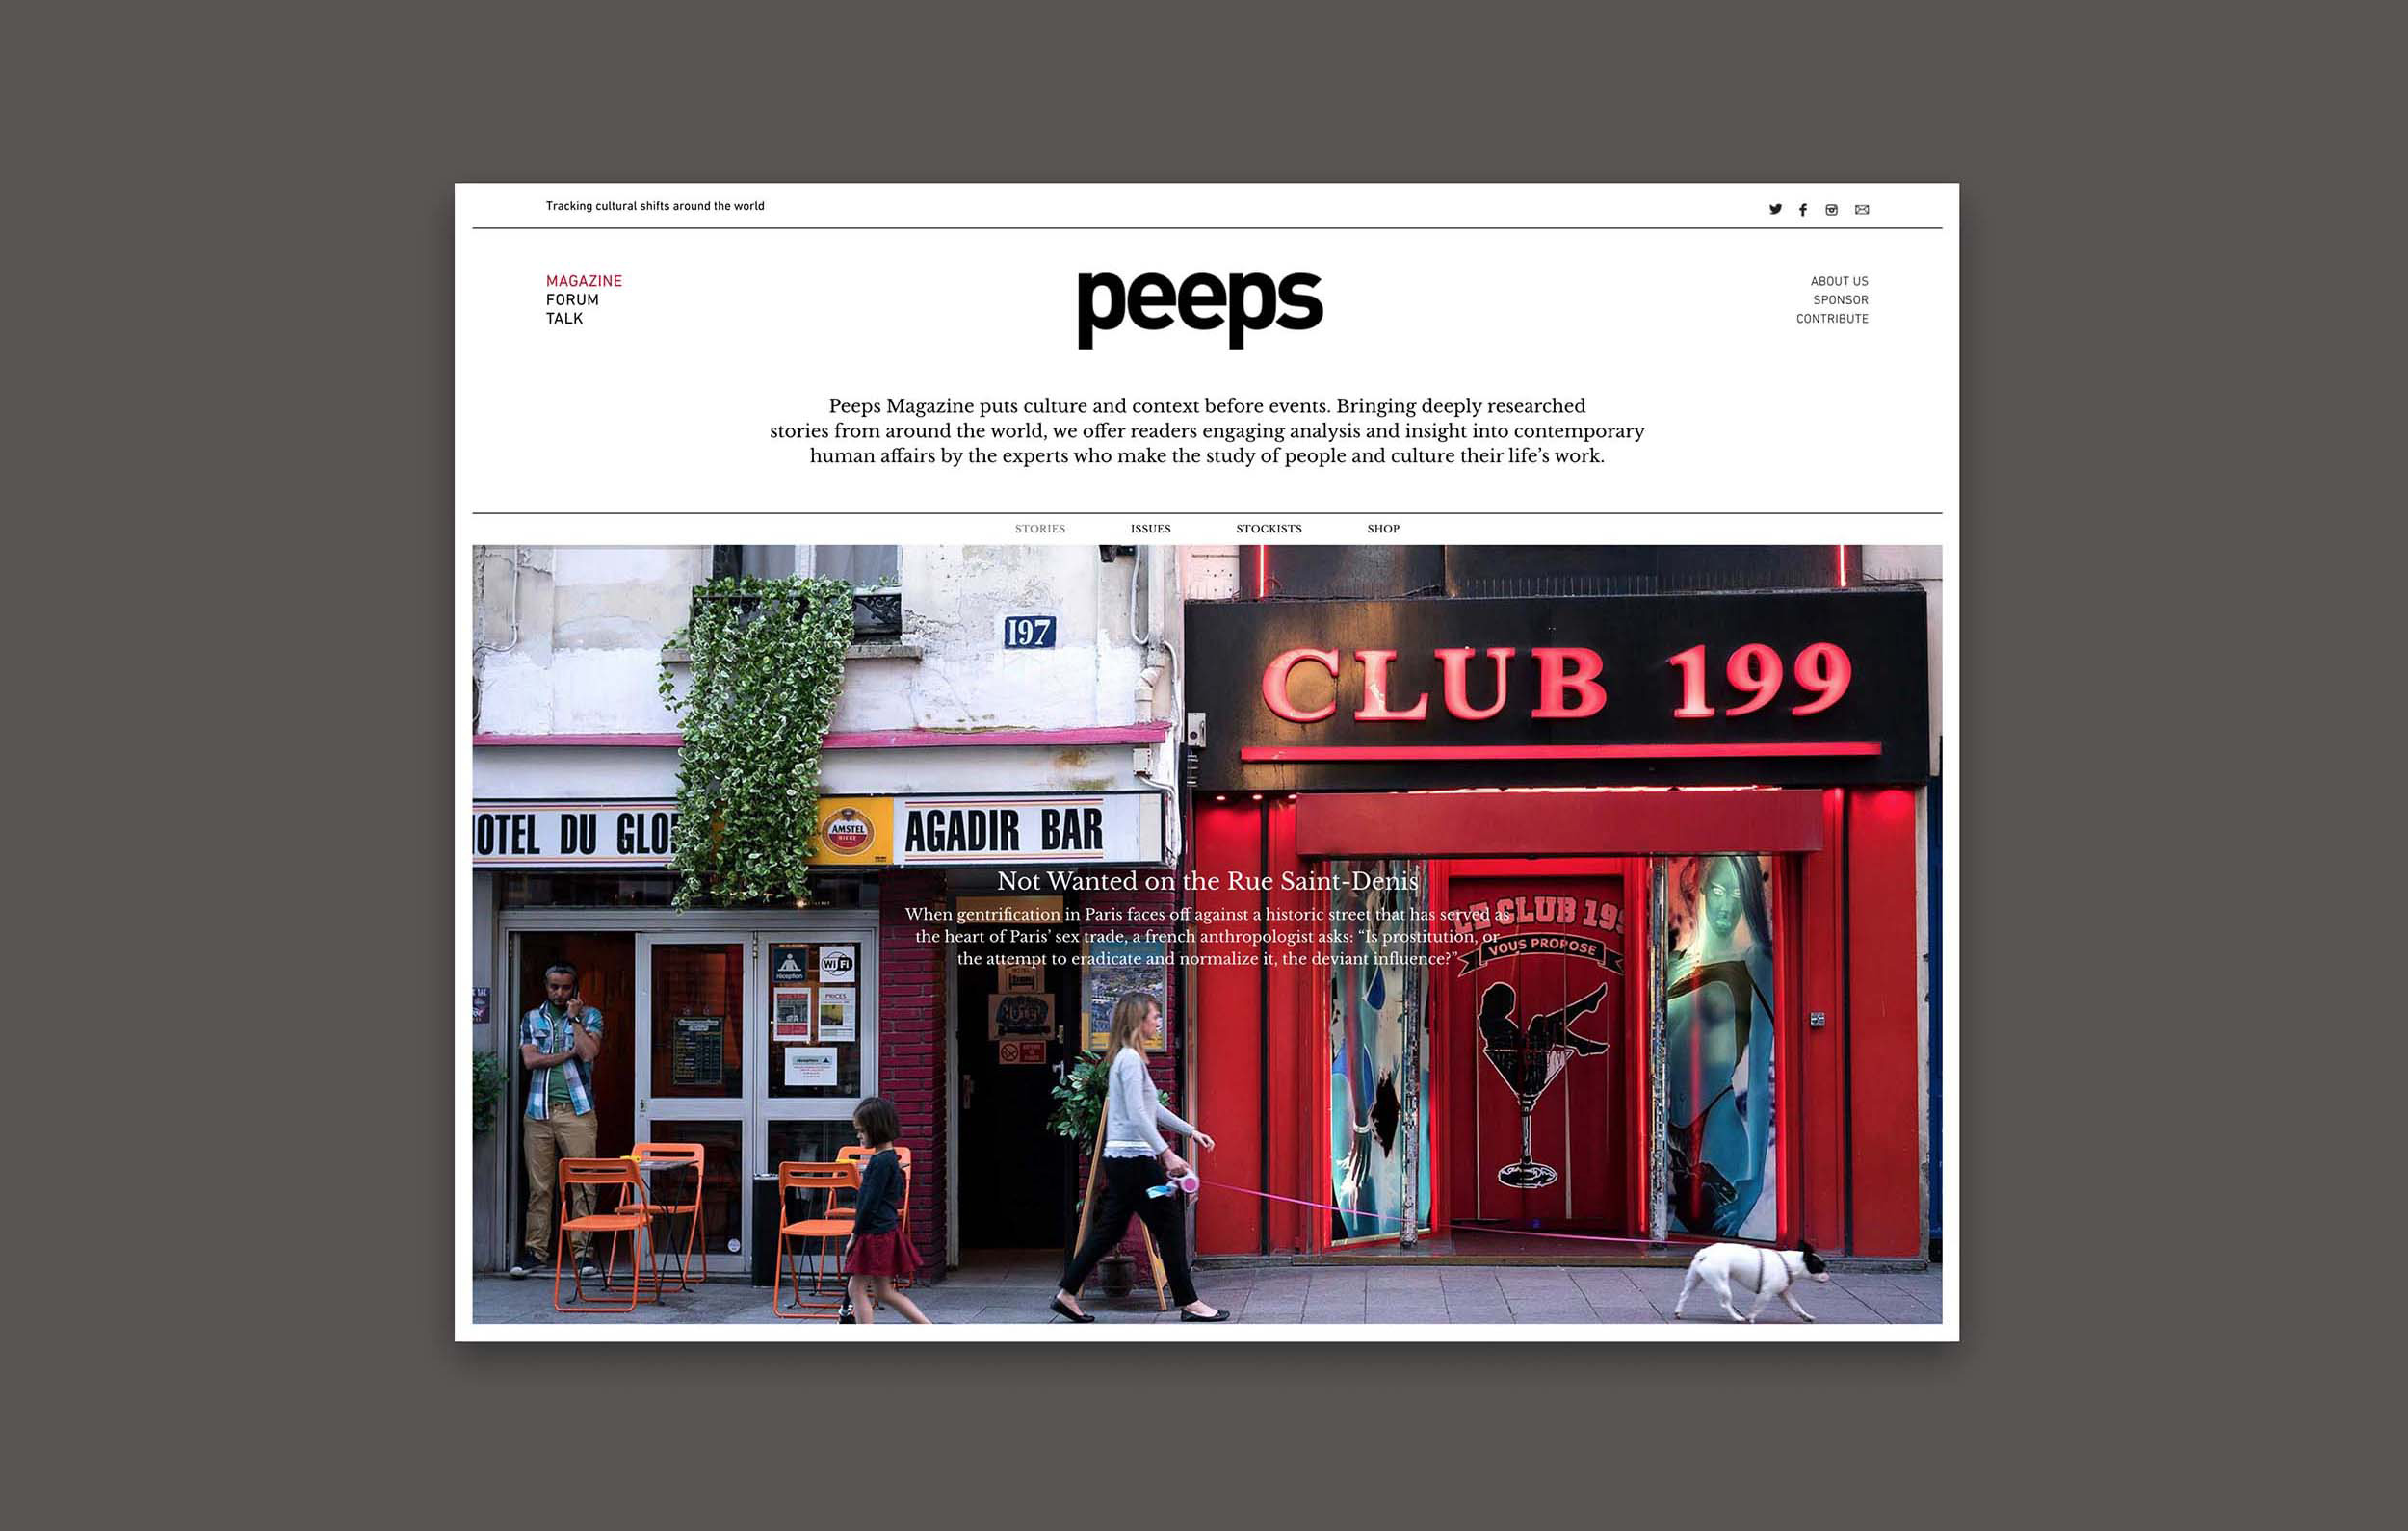 Tracking cultural shifts around the world
MAGAZINE
FORUM
TALK
peeps
ABOUT US
SPONSOR
CONTRIBUTE
Peeps Magazine puts culture and context before events. Bringing deeply researched
stories from around the world, we offer readers engaging analysis and insight into contemporary
human affairs by the experts who make the study of people and culture their life’s work.
STORIES ISSUES STOCKISTS SHOP
197
CLUB 199
OTEL DU GLO
AMSTEL
BIERE
AGADIR BAR
Not Wanted on the Rue Saint-Denis
When gentrification in Paris faces off against a historic street that has served as
the heart of Paris’ sex trade, a french anthropologist asks: “Is prostitution, or
the attempt to eradicate and normalize it, the deviant influence?”
LE CLUB 199
VOUS PROPOSE
réception
WiFi
PRICES
HOTEL